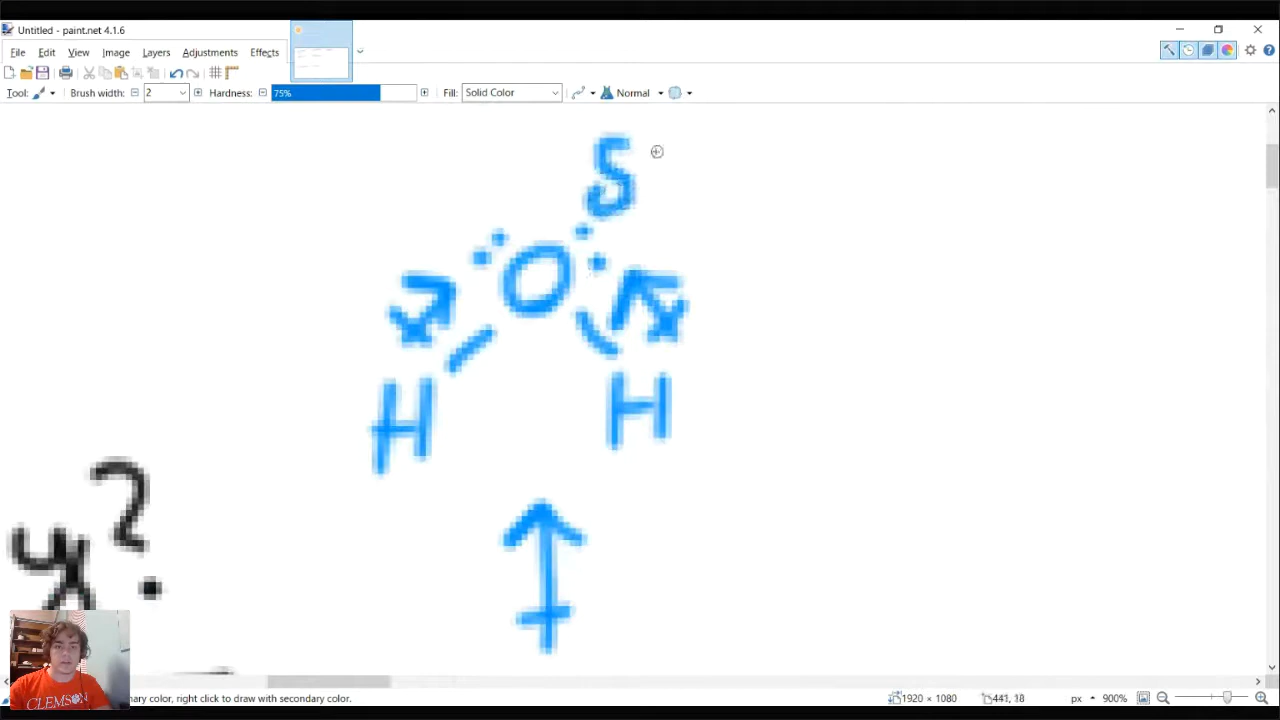 Untitled - paint.net 4.1.6
File Edit View Image Layers Adjustments Effects
Tool: Brush width: 2 Hardness: 75% Fill: Solid Color Normal
S
O
H H
?
CLEMSON
ary color, right click to draw with secondary color. 1920 × 1080 441, 18 px 900%